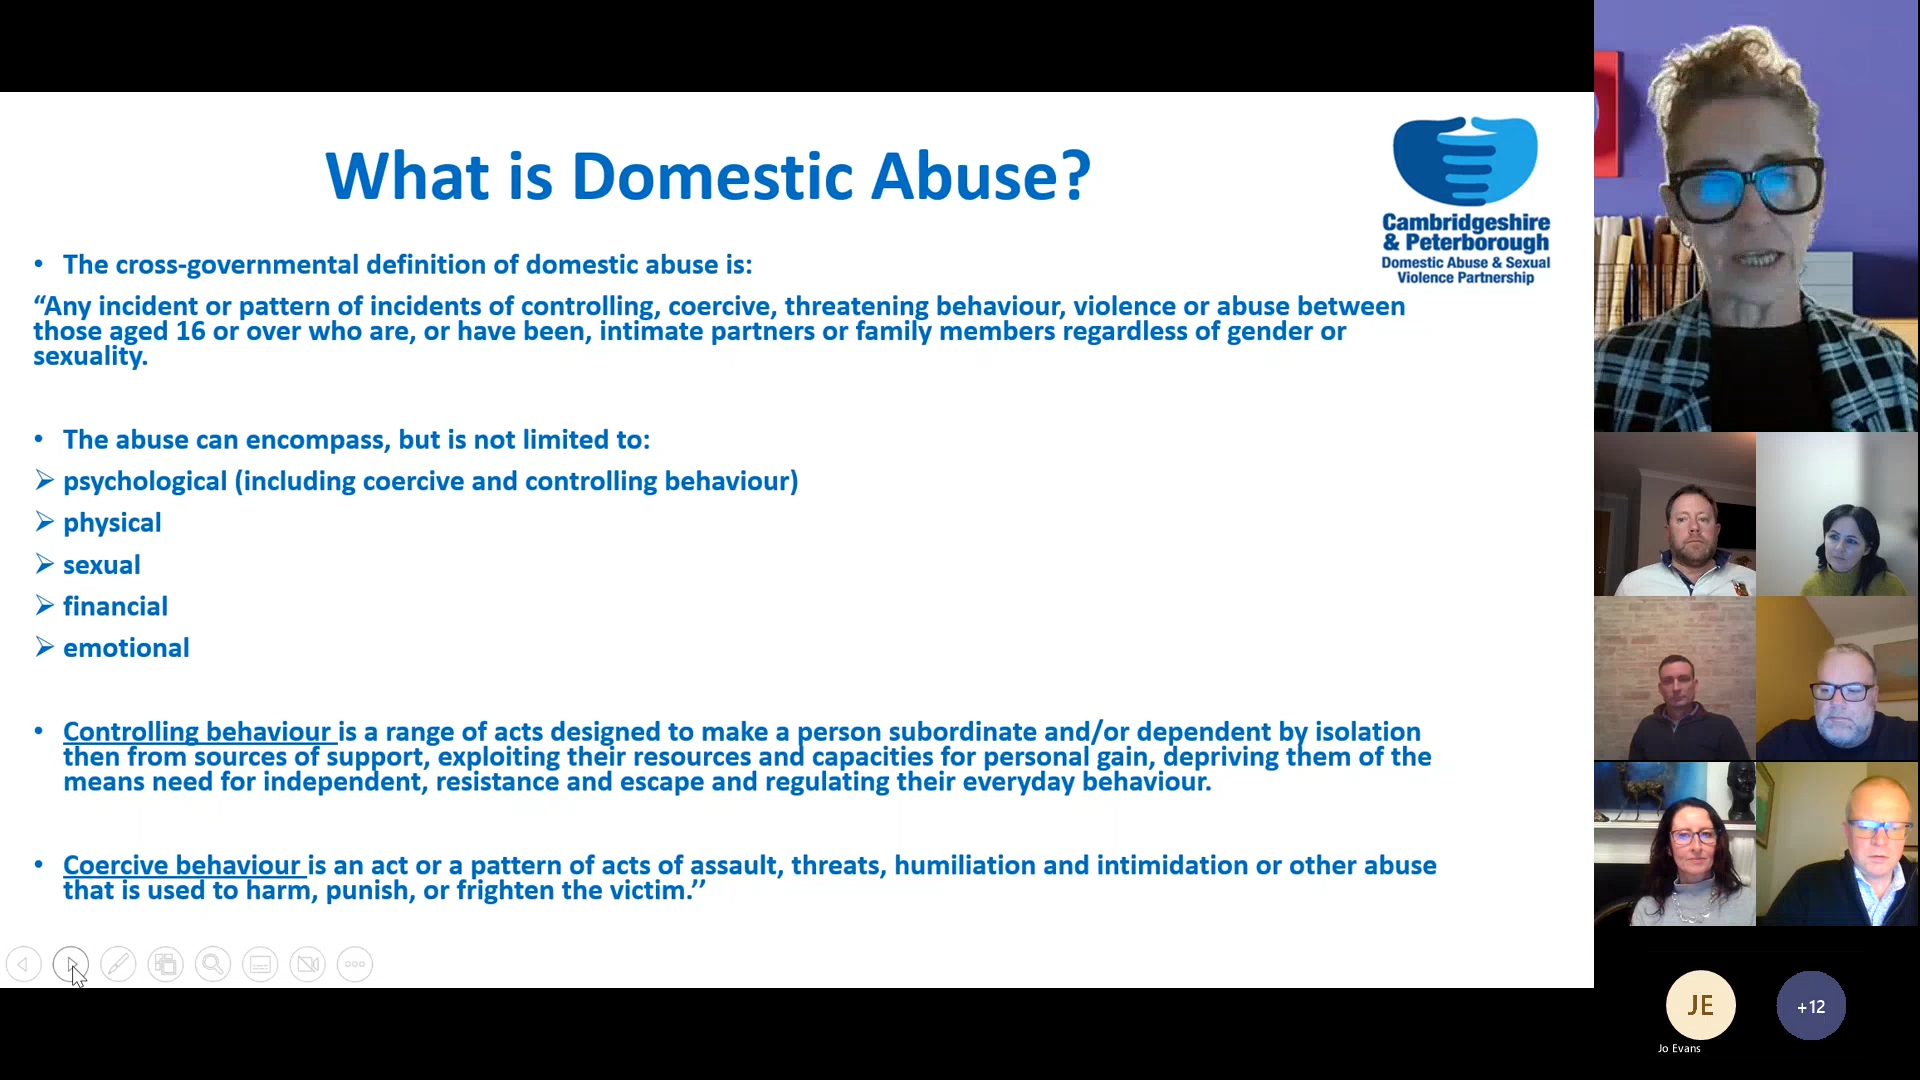 What is Domestic Abuse?
Cambridgeshire
& Peterborough
Domestic Abuse & Sexual
Violence Partnership
• The cross-governmental definition of domestic abuse is:
“Any incident or pattern of incidents of controlling, coercive, threatening behaviour, violence or abuse between
those aged 16 or over who are, or have been, intimate partners or family members regardless of gender or
sexuality.
• The abuse can encompass, but is not limited to:
➢ psychological (including coercive and controlling behaviour)
➢ physical
➢ sexual
➢ financial
➢ emotional
• Controlling behaviour is a range of acts designed to make a person subordinate and/or dependent by isolation
then from sources of support, exploiting their resources and capacities for personal gain, depriving them of the
means need for independent, resistance and escape and regulating their everyday behaviour.
• Coercive behaviour is an act or a pattern of acts of assault, threats, humiliation and intimidation or other abuse
that is used to harm, punish, or frighten the victim.’’
JE
+12
Jo Evans